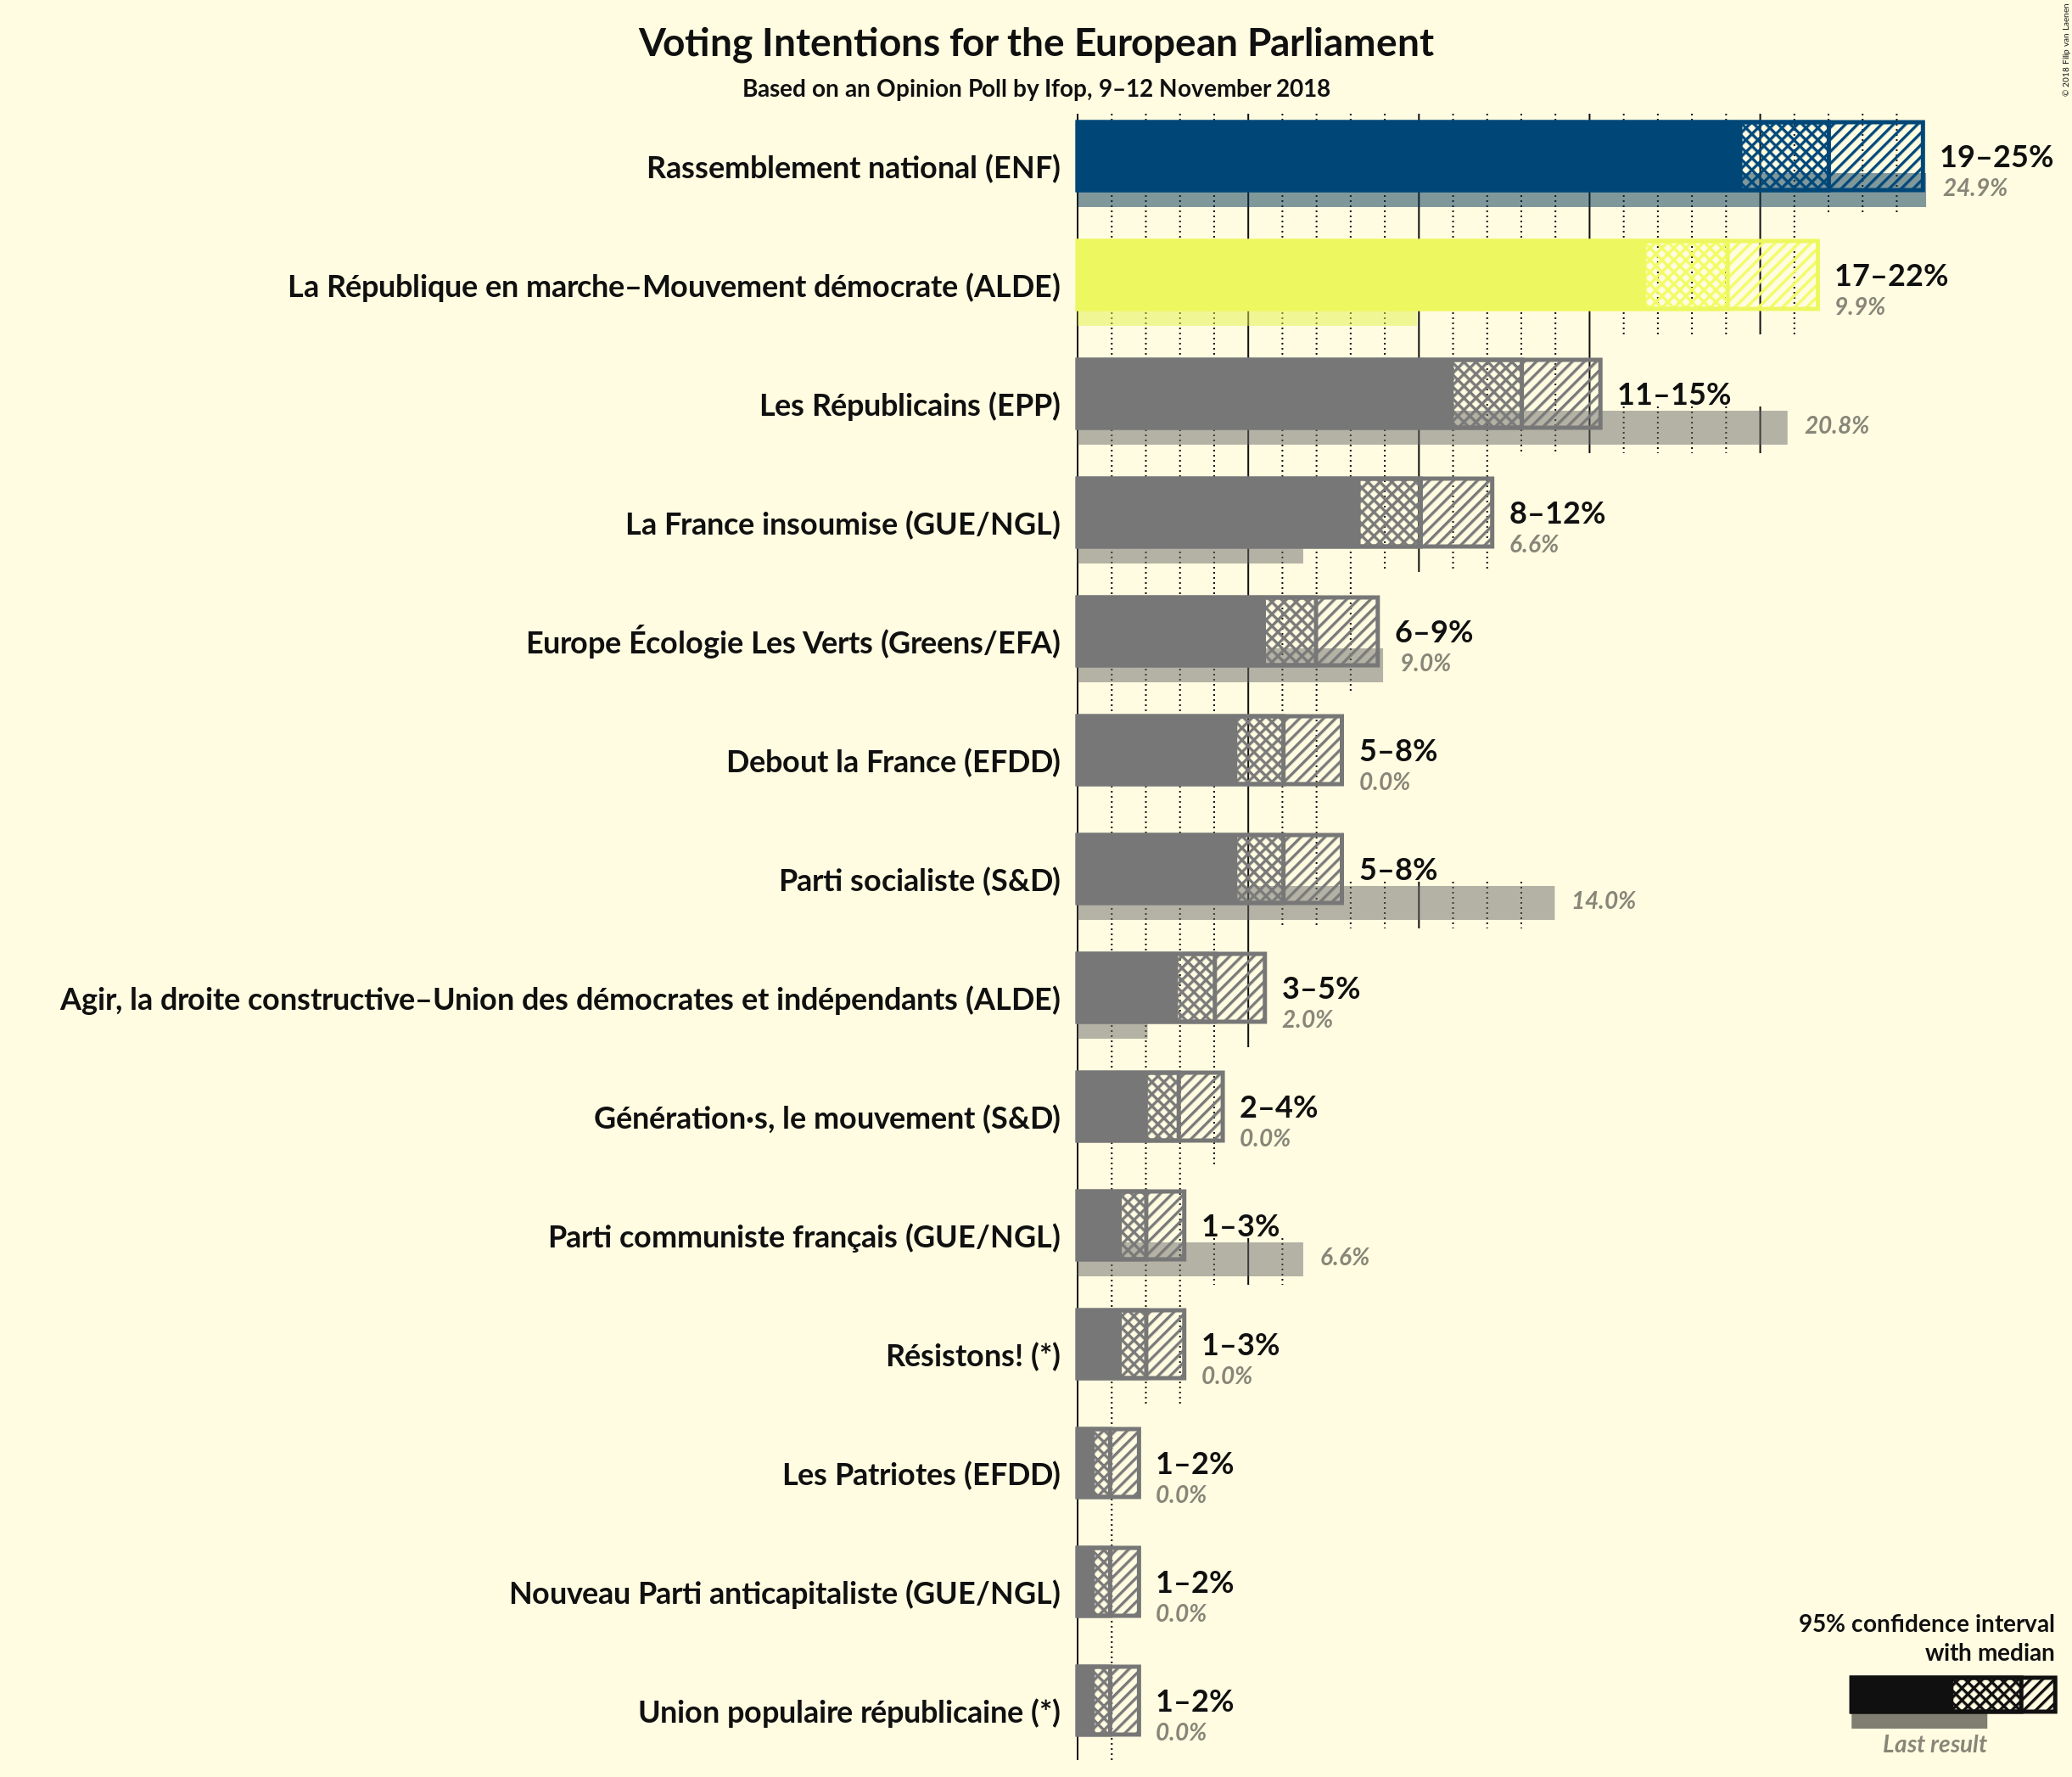 Voting Intentions for the European Parliament
Based on an Opinion Poll by Ifop, 9–12 November 2018
© 2018 Filip van Laenen
Rassemblement national (ENF)
19–25%
24.9%
La République en marche–Mouvement démocrate (ALDE)
17–22%
9.9%
Les Républicains (EPP)
11–15%
20.8%
La France insoumise (GUE/NGL)
8–12%
6.6%
Europe Écologie Les Verts (Greens/EFA)
6–9%
9.0%
Debout la France (EFDD)
5–8%
0.0%
Parti socialiste (S&D)
5–8%
14.0%
Agir, la droite constructive–Union des démocrates et indépendants (ALDE)
3–5%
2.0%
Génération·s, le mouvement (S&D)
2–4%
0.0%
Parti communiste français (GUE/NGL)
1–3%
6.6%
Résistons! (*)
1–3%
0.0%
Les Patriotes (EFDD)
1–2%
0.0%
Nouveau Parti anticapitaliste (GUE/NGL)
1–2%
0.0%
Union populaire républicaine (*)
1–2%
0.0%
95% confidence interval
with median
Last result